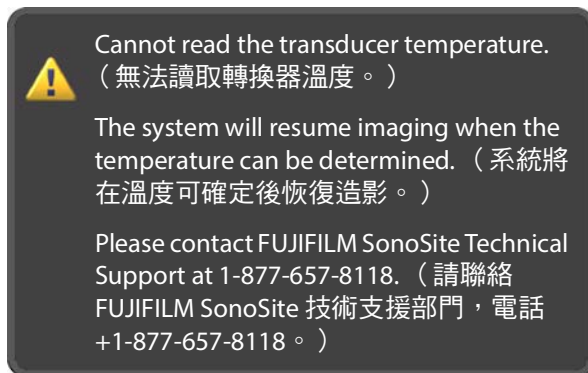 Cannot read the transducer temperature.
（無法讀取轉換器溫度。）
The system will resume imaging when the
temperature can be determined. （系統將
在溫度可確定後恢復造影。）
Please contact FUJIFILM SonoSite Technical
Support at 1-877-657-8118. （請聯絡
FUJIFILM SonoSite 技術支援部門，電話
+1-877-657-8118。）